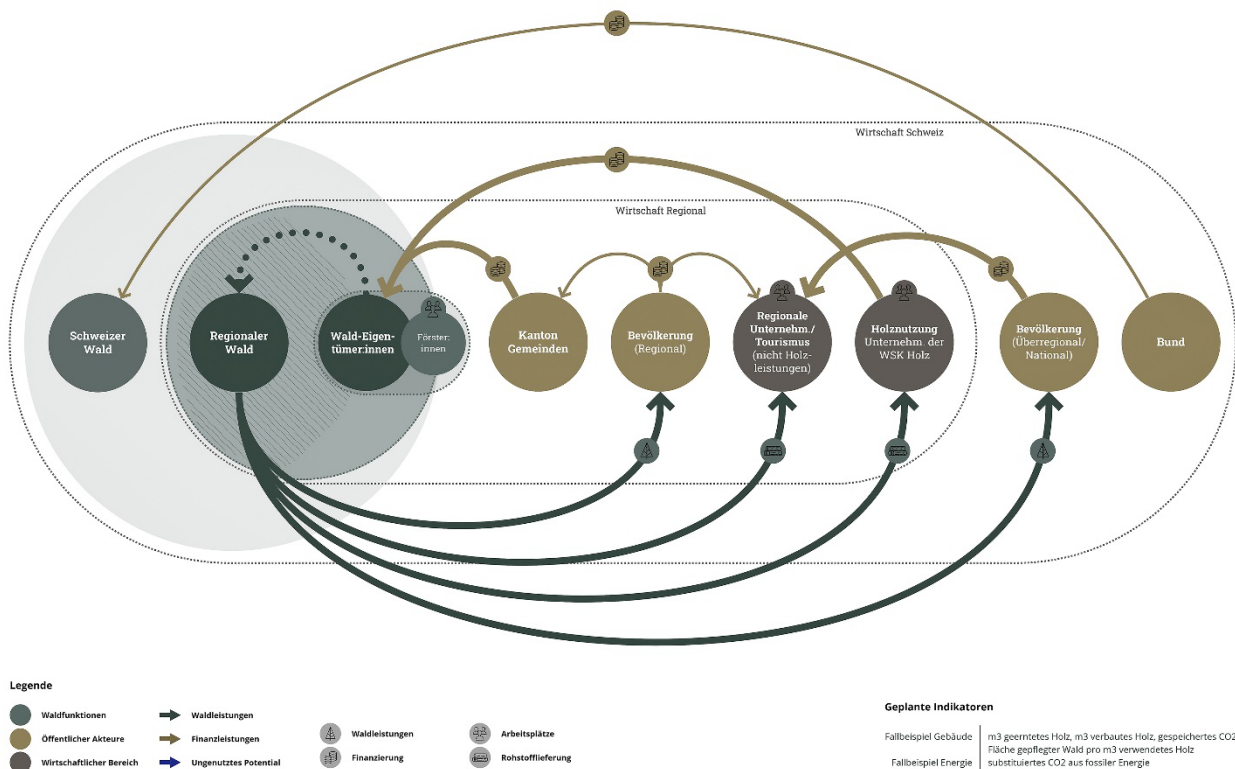 Wirtschaft Schweiz
Wirtschaft Regional
Schweizer
Wald
Regionaler
Wald
Wald-Eigen-
tümer:innen
Förster:
innen
Kanton
Gemeinden
Bevölkerung
(Regional)
Regionale
Unternehm./
Tourismus
(nicht Holz-
leistungen)
Holznutzung
Unternehm. der
WSK Holz
Bevölkerung
(Überregional/
National)
Bund
Legende
Waldfunktionen
Öffentlicher Akteure
Wirtschaftlicher Bereich
Waldleistungen
Finanzleistungen
Ungenutztes Potential
Waldleistungen
Finanzierung
Arbeitsplätze
Rohstofflieferung
Geplante Indikatoren
Fallbeispiel Gebäude
m3 geerntetes Holz, m3 verbautes Holz, gespeichertes CO2
Fläche gepflegter Wald pro m3 verwendetes Holz
Fallbeispiel Energie
substituiertes CO2 aus fossiler Energie